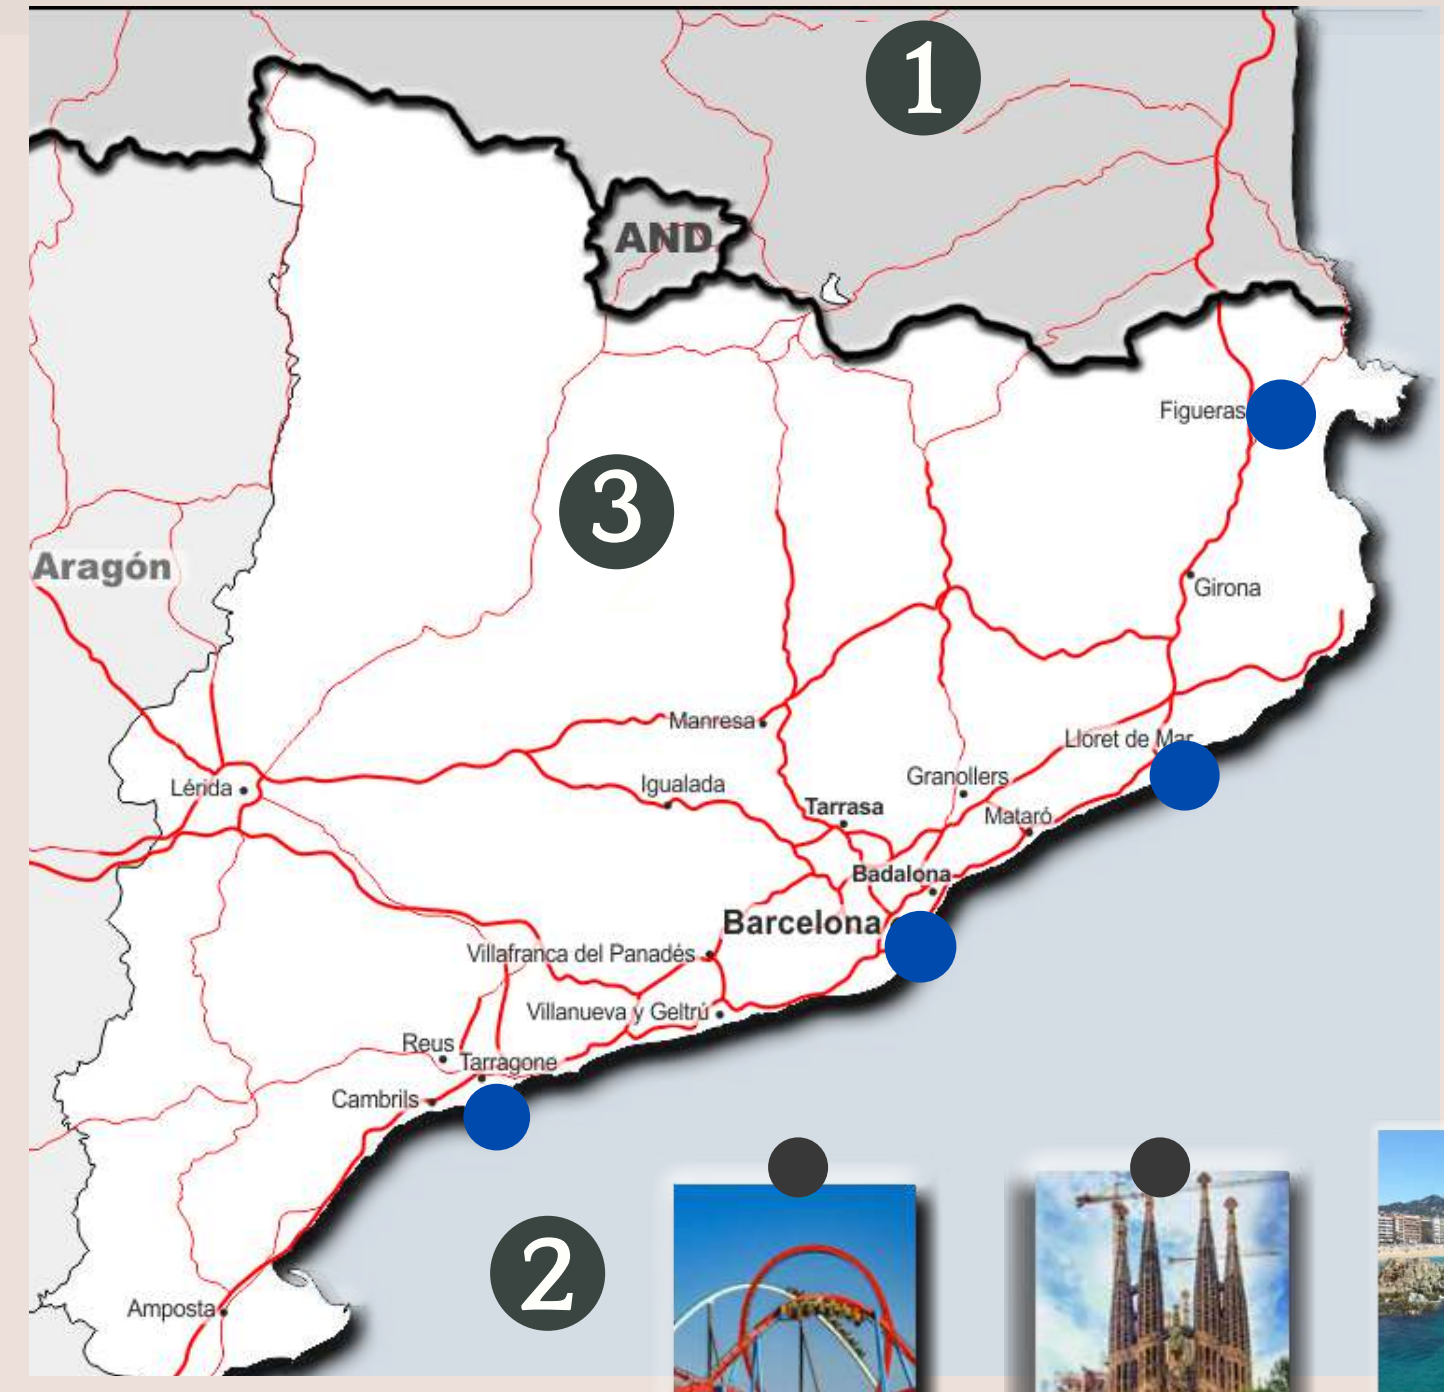 1
AND
Figueras
3
Aragón
Girona
Manresa
Lloret de Mar
Lérida
Igualada
Granollers
Tarrasa
Mataró
Badalona
Barcelona
Villafranca del Panadés
Villanueva y Geltrú
Reus
Tarragone
Cambrils
2
Amposta